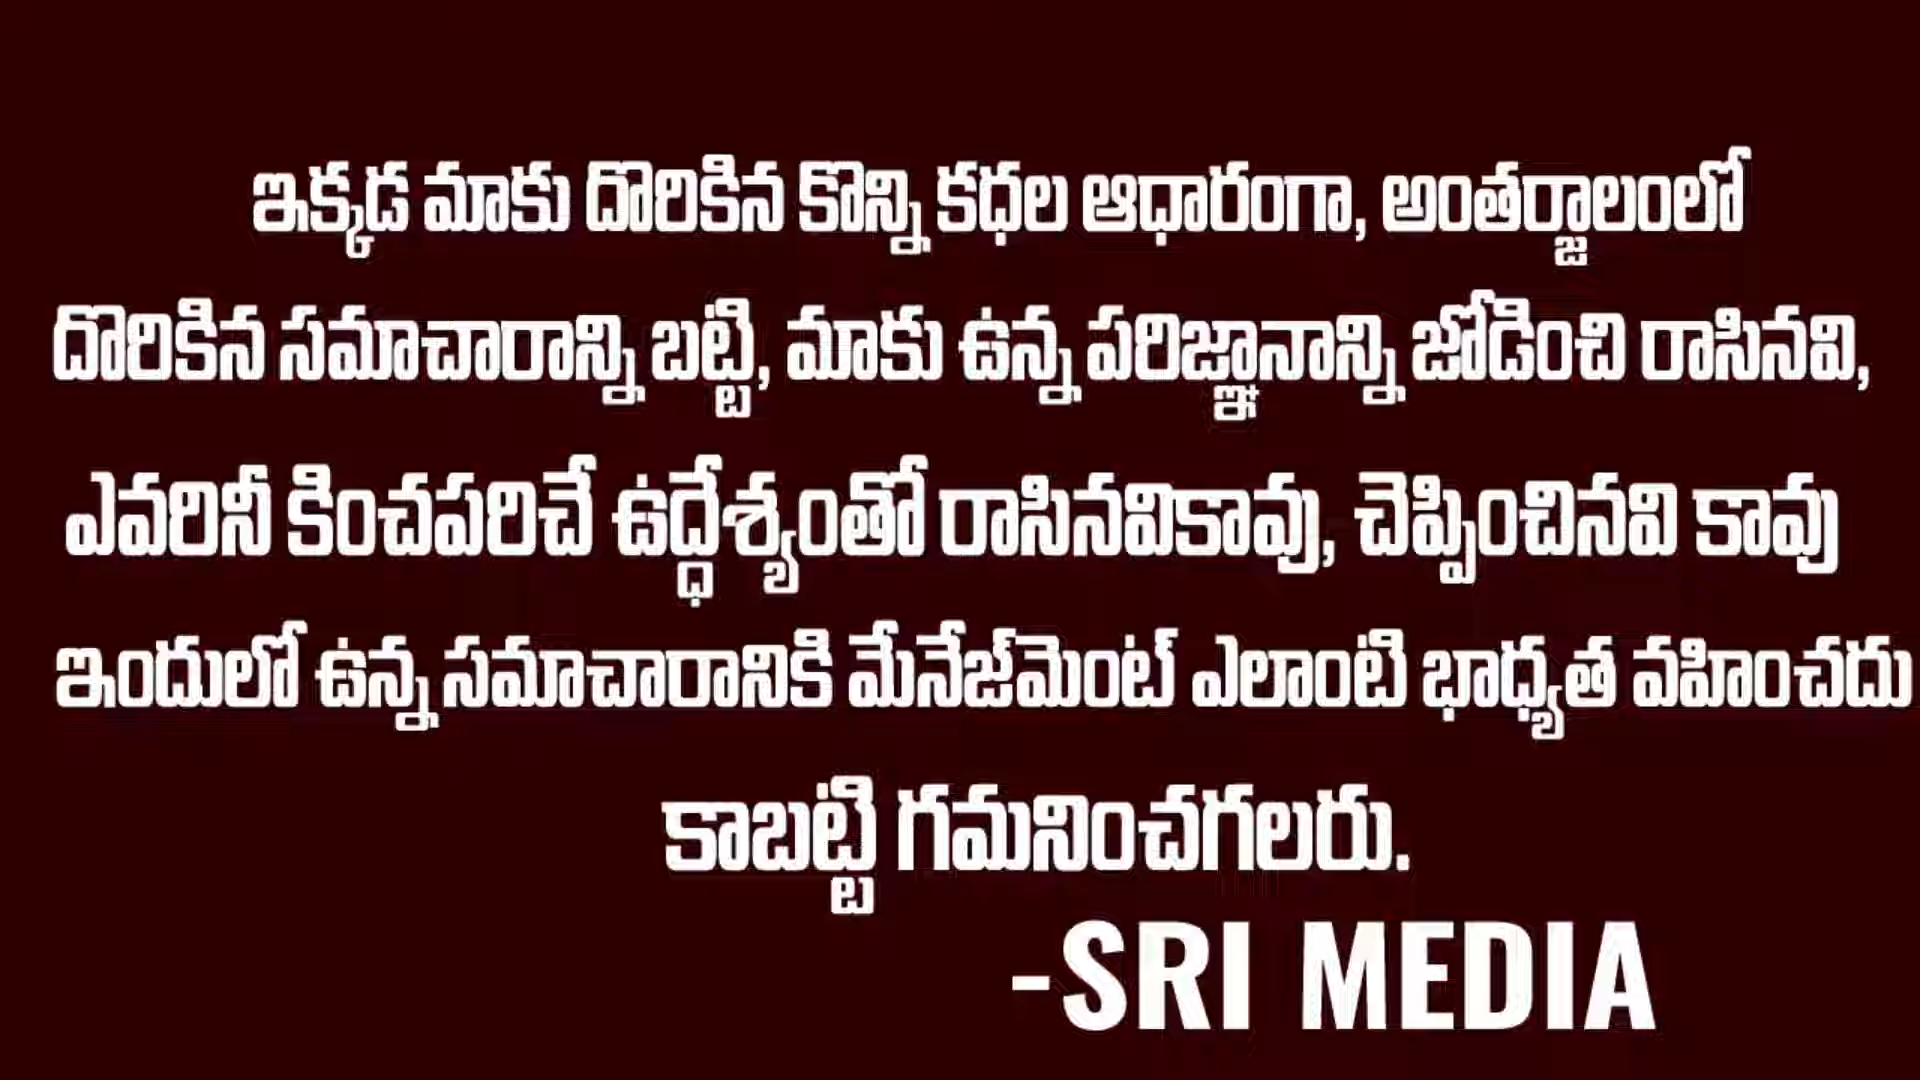 ఇక్కడ మాకు దొరికిన కొన్ని కధల ఆధారంగా, అంతర్జాలంలో
దొరికిన సమాచారాన్ని బట్టి, మాకు ఉన్న పరిజ్ఞానాన్ని జోడించి రాసినవి,
ఎవరినీ కించపరిచే ఉద్ధేశ్యంతో రాసినవికావు, చెప్పించినవి కావు
ఇందులో ఉన్న సమాచారానికి మేనేజ్‌మెంట్ ఎలాంటి భాధ్యత వహించదు
కాబట్టి గమనించగలరు.
-SRI MEDIA